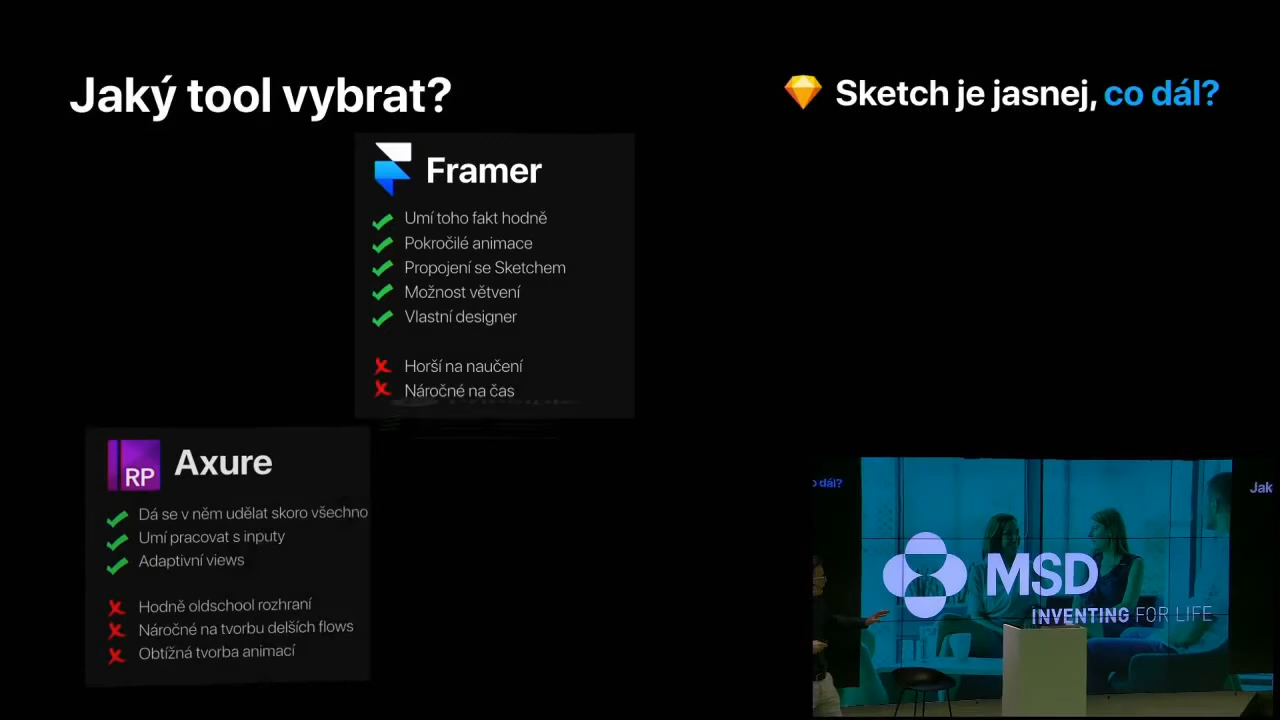 Jaký tool vybrat?
Sketch je jasnej, co dál?
Framer
Umí toho fakt hodně
Pokročilé animace
Propojení se Sketchem
Možnost větvení
Vlastní designer
Horší na naučení
Náročné na čas
RP
Axure
Dá se v něm udělat skoro všechno
Umí pracovat s inputy
Adaptivní views
Hodně oldschool rozhraní
Náročné na tvorbu delších flows
Obtížná tvorba animací
o dál?
Jak
MSD
INVENTING FOR LIFE